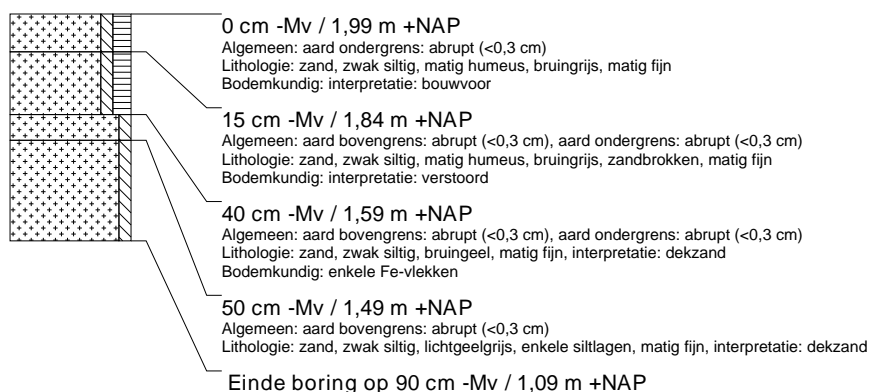 0 cm -Mv / 1,99 m +NAP
Algemeen: aard ondergrens: abrupt (<0,3 cm)
Lithologie: zand, zwak siltig, matig humeus, bruingrijs, matig fijn
Bodemkundig: interpretatie: bouwvoor
15 cm -Mv / 1,84 m +NAP
Algemeen: aard bovengrens: abrupt (<0,3 cm), aard ondergrens: abrupt (<0,3 cm)
Lithologie: zand, zwak siltig, matig humeus, bruingrijs, zandbrokken, matig fijn
Bodemkundig: interpretatie: verstoord
40 cm -Mv / 1,59 m +NAP
Algemeen: aard bovengrens: abrupt (<0,3 cm), aard ondergrens: abrupt (<0,3 cm)
Lithologie: zand, zwak siltig, bruingeel, matig fijn, interpretatie: dekzand
Bodemkundig: enkele Fe-vlekken
50 cm -Mv / 1,49 m +NAP
Algemeen: aard bovengrens: abrupt (<0,3 cm)
Lithologie: zand, zwak siltig, lichtgeelgrijs, enkele siltlagen, matig fijn, interpretatie: dekzand
Einde boring op 90 cm -Mv / 1,09 m +NAP